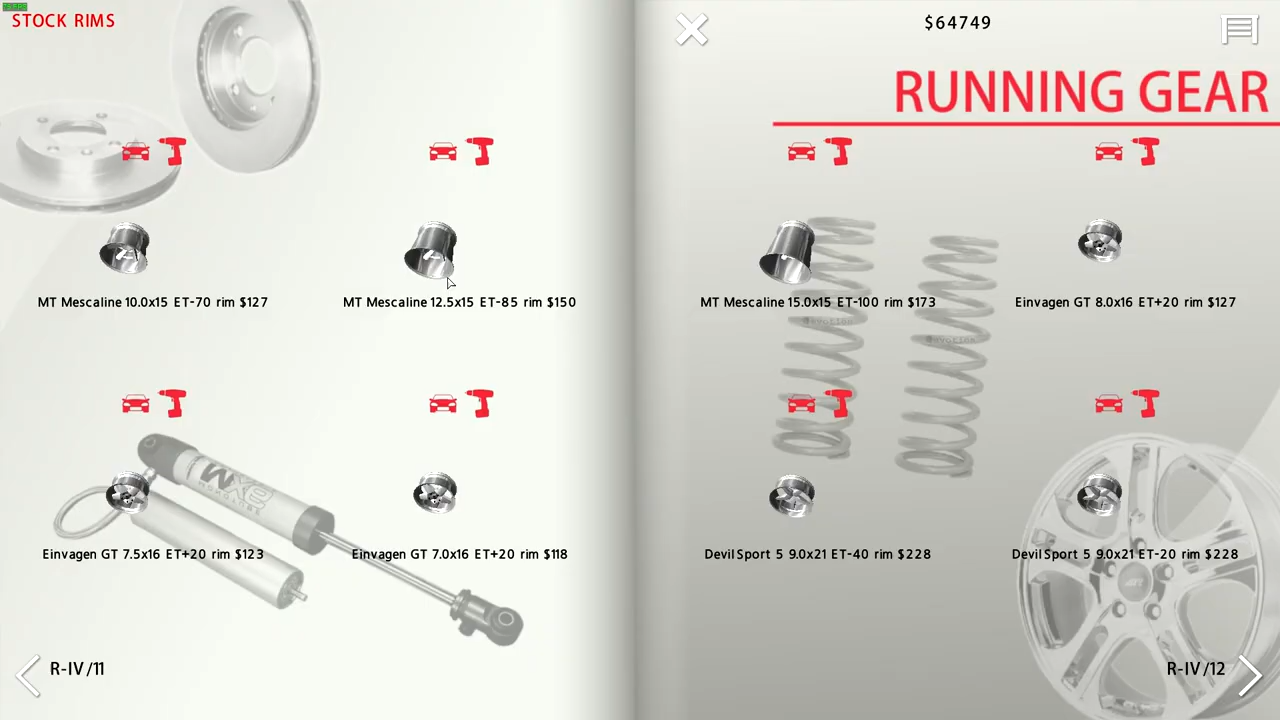 STOCK RIMS
$64749
RUNNING GEAR
MT Mescaline 10.0x15 ET-70 rim $127
MT Mescaline 12.5x15 ET-85 rim $150
MT Mescaline 15.0x15 ET-100 rim $173
Einvagen GT 8.0x16 ET+20 rim $127
Einvagen GT 7.5x16 ET+20 rim $123
Einvagen GT 7.0x16 ET+20 rim $118
Devil Sport 5 9.0x21 ET-40 rim $228
Devil Sport 5 9.0x21 ET-20 rim $228
R-IV/11
R-IV/12